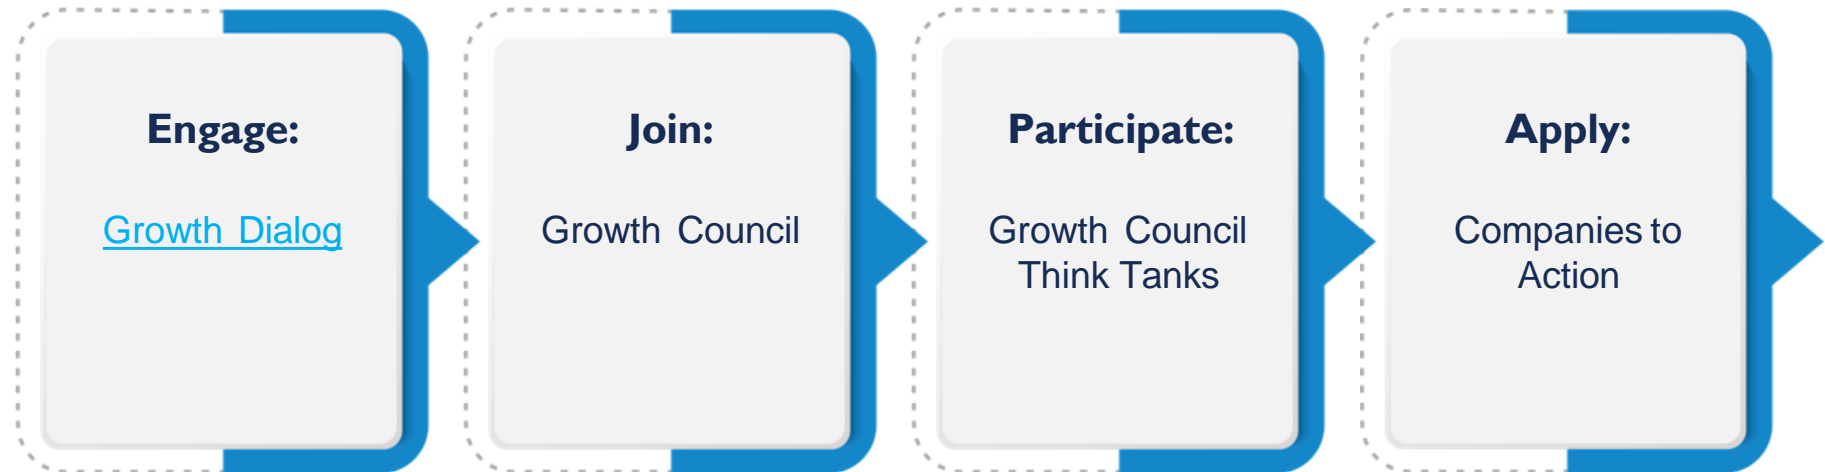 Engage:
Growth Dialog
Join:
Growth Council
Participate:
Growth Council
Think Tanks
Apply:
Companies to
Action